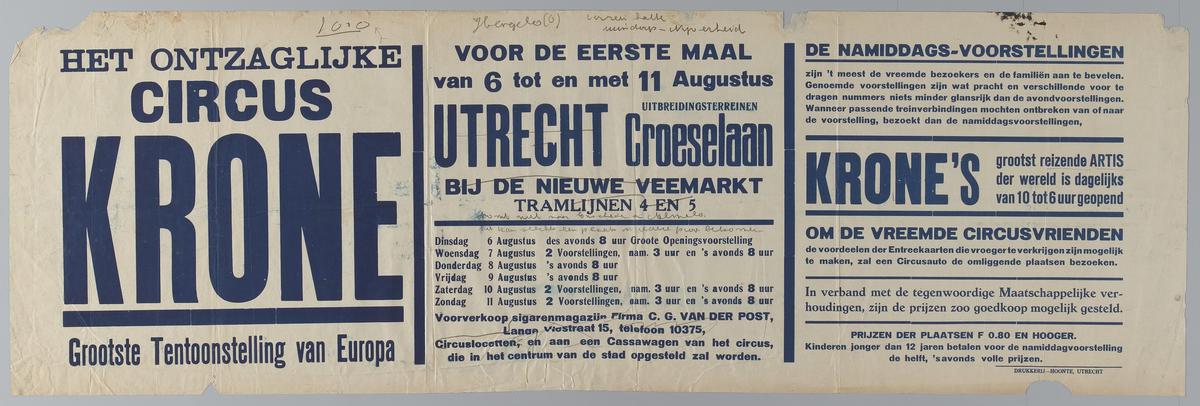 1010
HET ONTZAGLIJKE
CIRCUS
KRONE
Grootste Tentoonstelling van Europa
VOOR DE EERSTE MAAL
van 6 tot en met 11 Augustus
UTRECHT UITBREIDINGSTERREINEN
Croeselaan
BIJ DE NIEUWE VEEMARKT
TRAMLIJNEN 4 EN 5
Dinsdag 6 Augustus des avonds 8 uur Groote Openingsvoorstelling
Woensdag 7 Augustus 2 Voorstellingen, nam. 3 uur en 's avonds 8 uur
Donderdag 8 Augustus 's avonds 8 uur
Vrijdag 9 Augustus 's avonds 8 uur
Zaterdag 10 Augustus 2 Voorstellingen, nam. 3 uur en 's avonds 8 uur
Zondag 11 Augustus 2 Voorstellingen, nam. 3 uur en 's avonds 8 uur
Voorverkoop sigarenmagazijn Firma C. G. VAN DER POST,
Lange Viestraat 15, telefoon 10375,
Circuslocetten, en aan een Cassawagen van het circus,
die in het centrum van de stad opgesteld zal worden.
DE NAMIDDAGS-VOORSTELLINGEN
zijn 't meest de vreemde bezoekers en de familiën aan te bevelen.
Genoemde voorstellingen zijn wat pracht en verschillende voor te
dragen nummers niets minder glansrijk dan de avondvoorstellingen.
Wanneer passende treinverbindingen mochten ontbreken van of naar
de voorstelling, bezoekt dan de namiddagsvoorstellingen,
KRONE'S
grootst reizende ARTIS
der wereld is dagelijks
van 10 tot 6 uur geopend
OM DE VREEMDE CIRCUSVRIENDEN
de voordeelen der Entreekaarten die vroeger te verkrijgen zijn mogelijk
te maken, zal een Circusauto de omliggende plaatsen bezoeken.
In verband met de tegenwoordige Maatschappelijke ver-
houdingen, zijn de prijzen zoo goedkoop mogelijk gesteld.
PRIJZEN DER PLAATSEN F 0.80 EN HOOGER.
Kinderen jonger dan 12 jaren betalen voor de namiddagvoorstelling
de helft, 's avonds volle prijzen.
DRUKKERIJ—HOONTE, UTRECHT